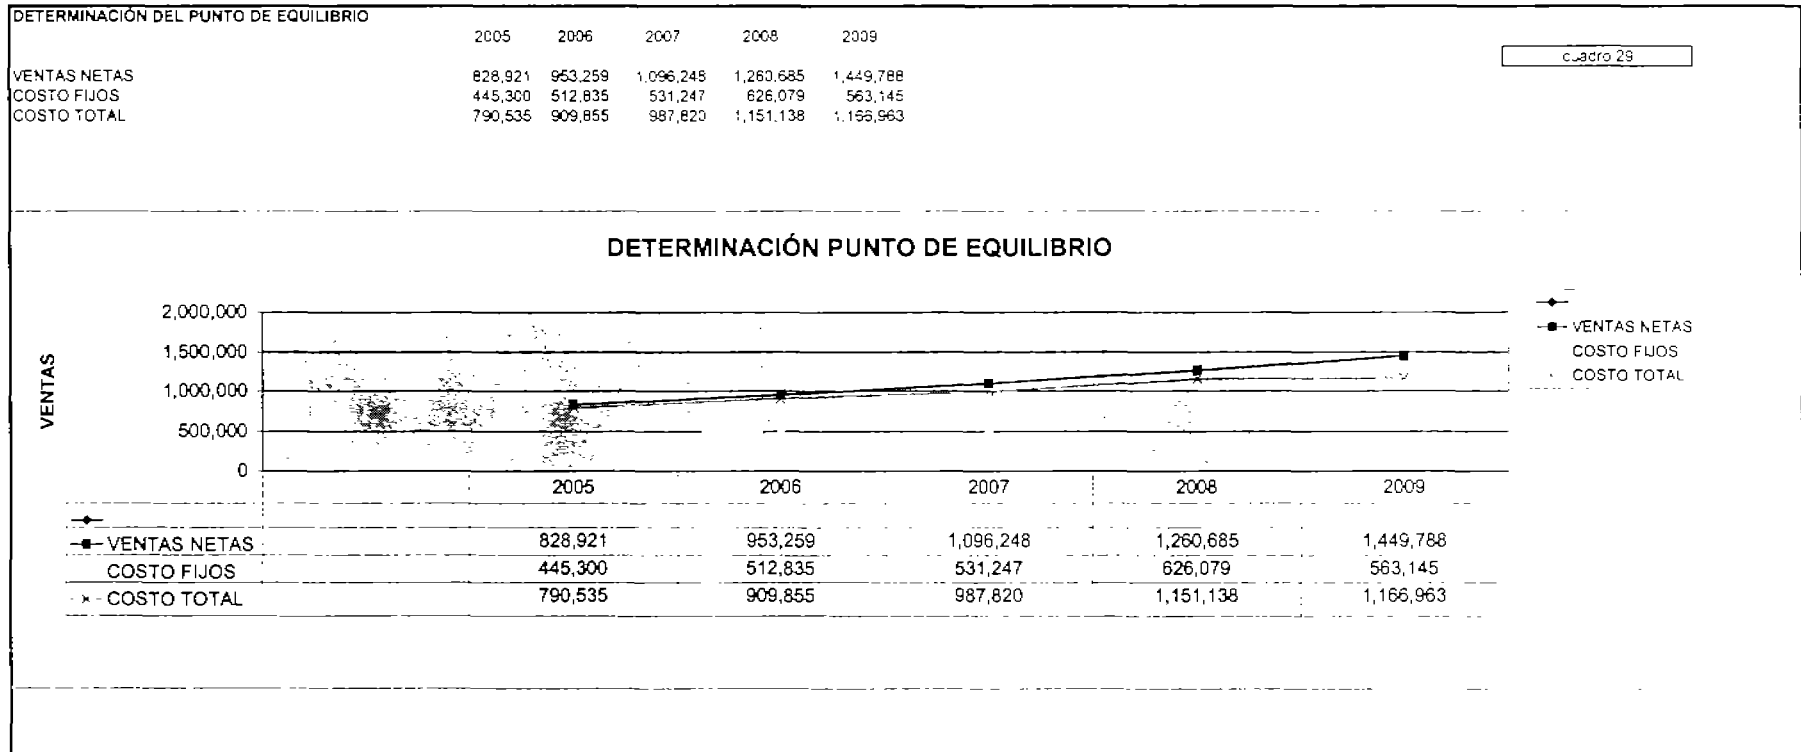 DETERMINACIÓN DEL PUNTO DE EQUILIBRIO
2005 2006 2007 2008 2009
cuadro 29
VENTAS NETAS 828,921 953,259 1,096,248 1,260,685 1,449,788
COSTO FIJOS 445,300 512,835 531,247 626,079 563,145
COSTO TOTAL 790,535 909,855 987,820 1,151,138 1,166,963
DETERMINACIÓN PUNTO DE EQUILIBRIO
VENTAS
2,000,000
1,500,000
1,000,000
500,000
0
VENTAS NETAS
COSTO FIJOS
COSTO TOTAL
2005 2006 2007 2008 2009
VENTAS NETAS 828,921 953,259 1,096,248 1,260,685 1,449,788
COSTO FIJOS 445,300 512,835 531,247 626,079 563,145
COSTO TOTAL 790,535 909,855 987,820 1,151,138 1,166,963